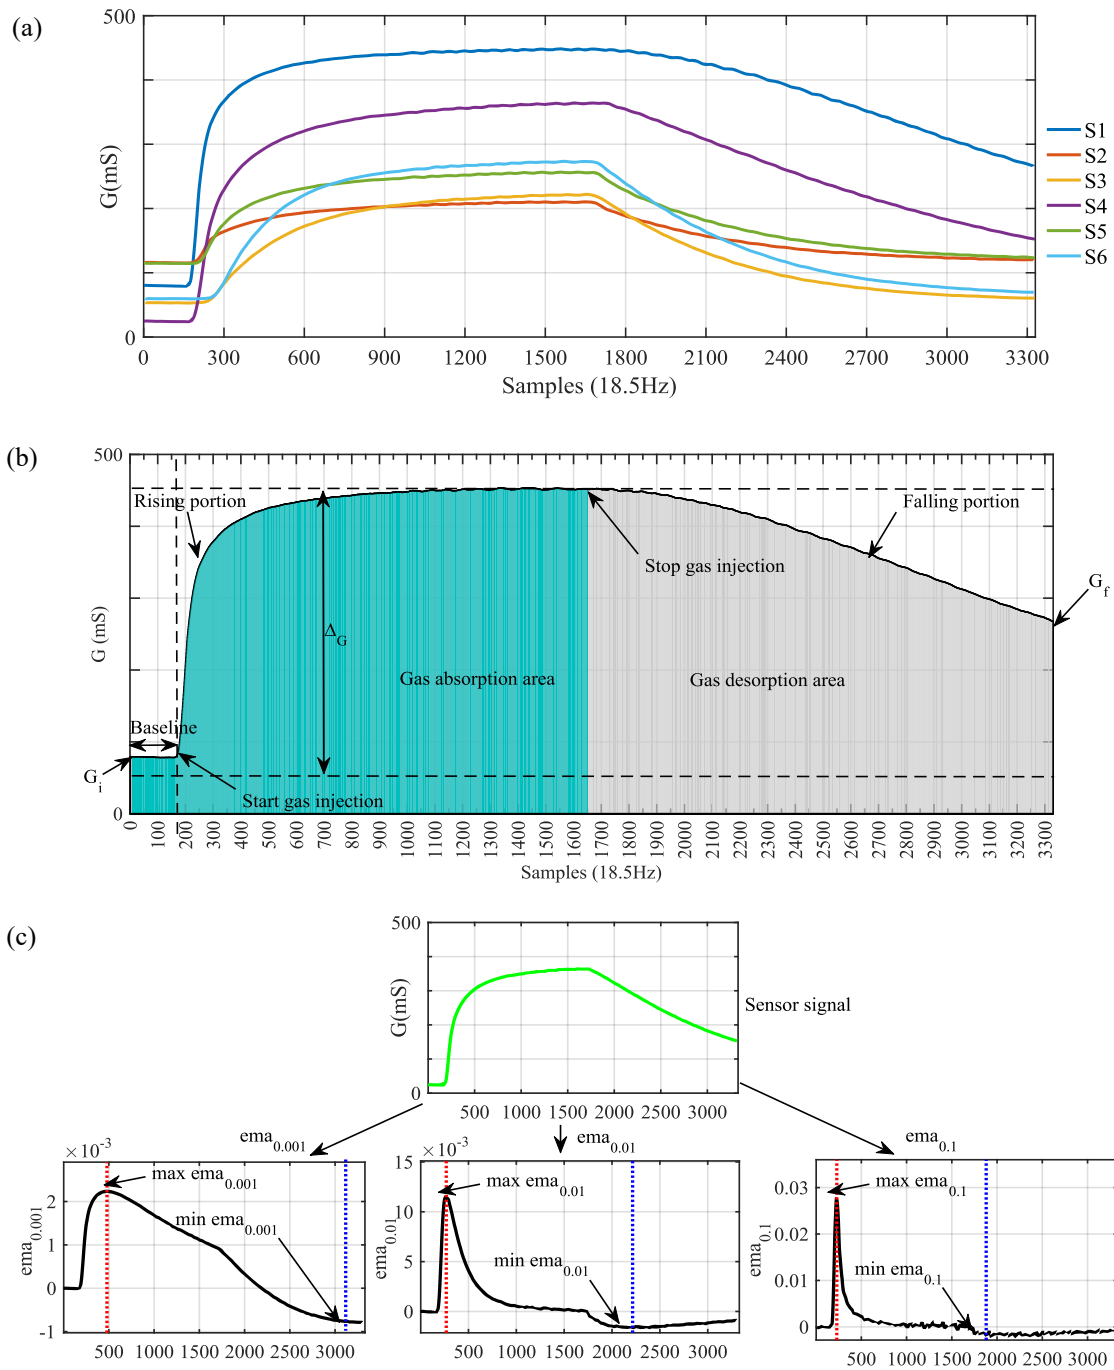 (a)
500
G(mS)
0
0 300 600 900 1200 1500 1800 2100 2400 2700 3000 3300
Samples (18.5Hz)
S1
S2
S3
S4
S5
S6
(b)
500
Rising portion
Falling portion
Stop gas injection
G_f
G (mS)
Δ_G
Gas absorption area
Gas desorption area
Baseline
G_i
Start gas injection
0
0 100 200 300 400 500 600 700 800 900 1000 1100 1200 1300 1400 1500 1600 1700 1800 1900 2000 2100 2200 2300 2400 2500 2600 2700 2800 2900 3000 3100 3200 3300
Samples (18.5Hz)
(c)
500
G(mS)
Sensor signal
0
500 1000 1500 2000 2500 3000
ema_0.001
ema_0.01
ema_0.1
×10^-3
max ema_0.001
min ema_0.001
ema_0.001
2
1
0
-1
500 1000 1500 2000 2500 3000
×10^-3
15
max ema_0.01
10
ema_0.01
5
min ema_0.01
0
500 1000 1500 2000 2500 3000
0.03
max ema_0.1
0.02
ema_0.1
min ema_0.1
0.01
0
500 1000 1500 2000 2500 3000